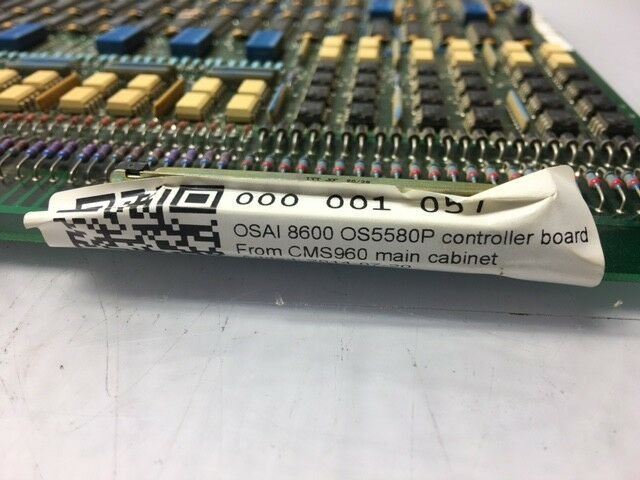 000 001 057
OSAI 8600 OS5580P controller board
From CMS960 main cabinet